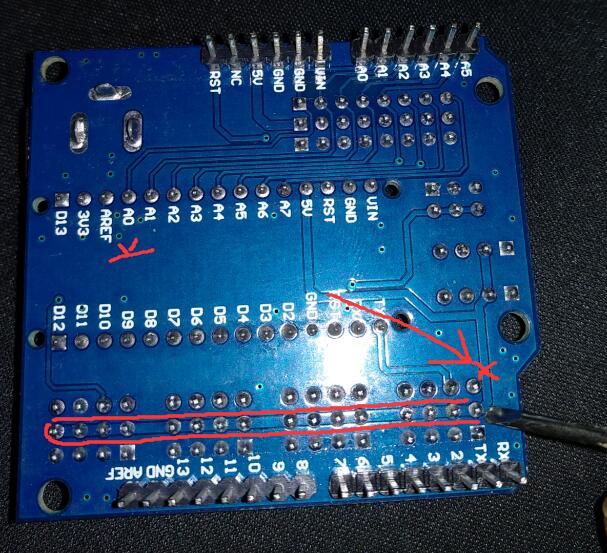 RST NC 5V GND GND VIN A0 A1 A2 A3 A4 A5
D13 3V3 AREF A0 A1 A2 A3 A4 A5 A6 A7 5V RST GND VIN
D12 D11 D10 D9 D8 D7 D6 D5 D4 D3 D2 GND
AREF GND 13 12 11 10 9 8 7 6 5 4 3 2 TX RX